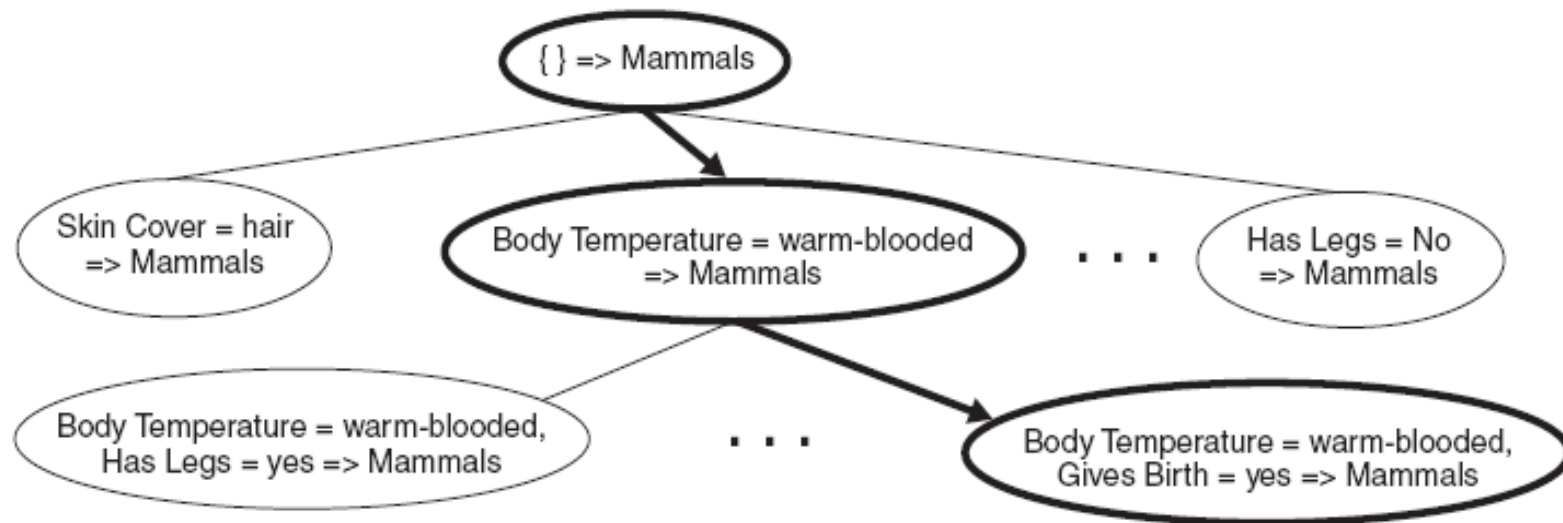 { } => Mammals
Skin Cover = hair
=> Mammals
Body Temperature = warm-blooded
=> Mammals
. . .
Has Legs = No
=> Mammals
Body Temperature = warm-blooded,
Has Legs = yes => Mammals
. . .
Body Temperature = warm-blooded,
Gives Birth = yes => Mammals